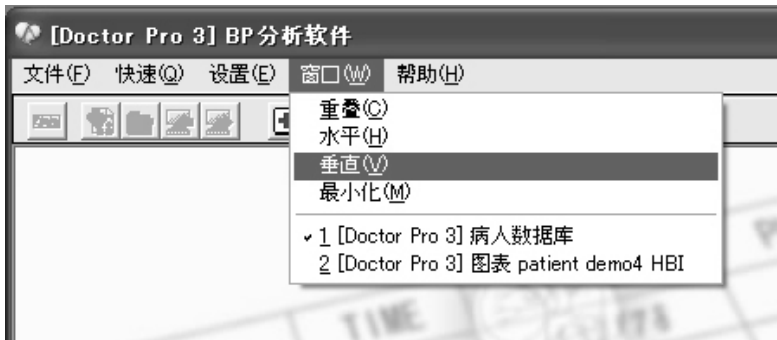 [Doctor Pro 3] BP分析软件
文件(F) 快速(Q) 设置(E) 窗口(W) 帮助(H)
重叠(C)
水平(H)
垂直(V)
最小化(M)
✓ 1 [Doctor Pro 3] 病人数据库
2 [Doctor Pro 3] 图表 patient demo4 HBI
TIME